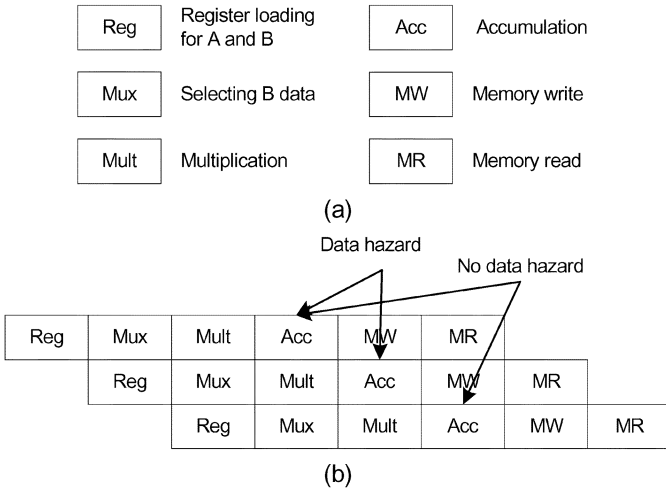 Reg Register loading for A and B Acc Accumulation
Mux Selecting B data MW Memory write
Mult Multiplication MR Memory read
(a)
Data hazard
No data hazard
Reg Mux Mult Acc MW MR
Reg Mux Mult Acc MW MR
Reg Mux Mult Acc MW MR
(b)